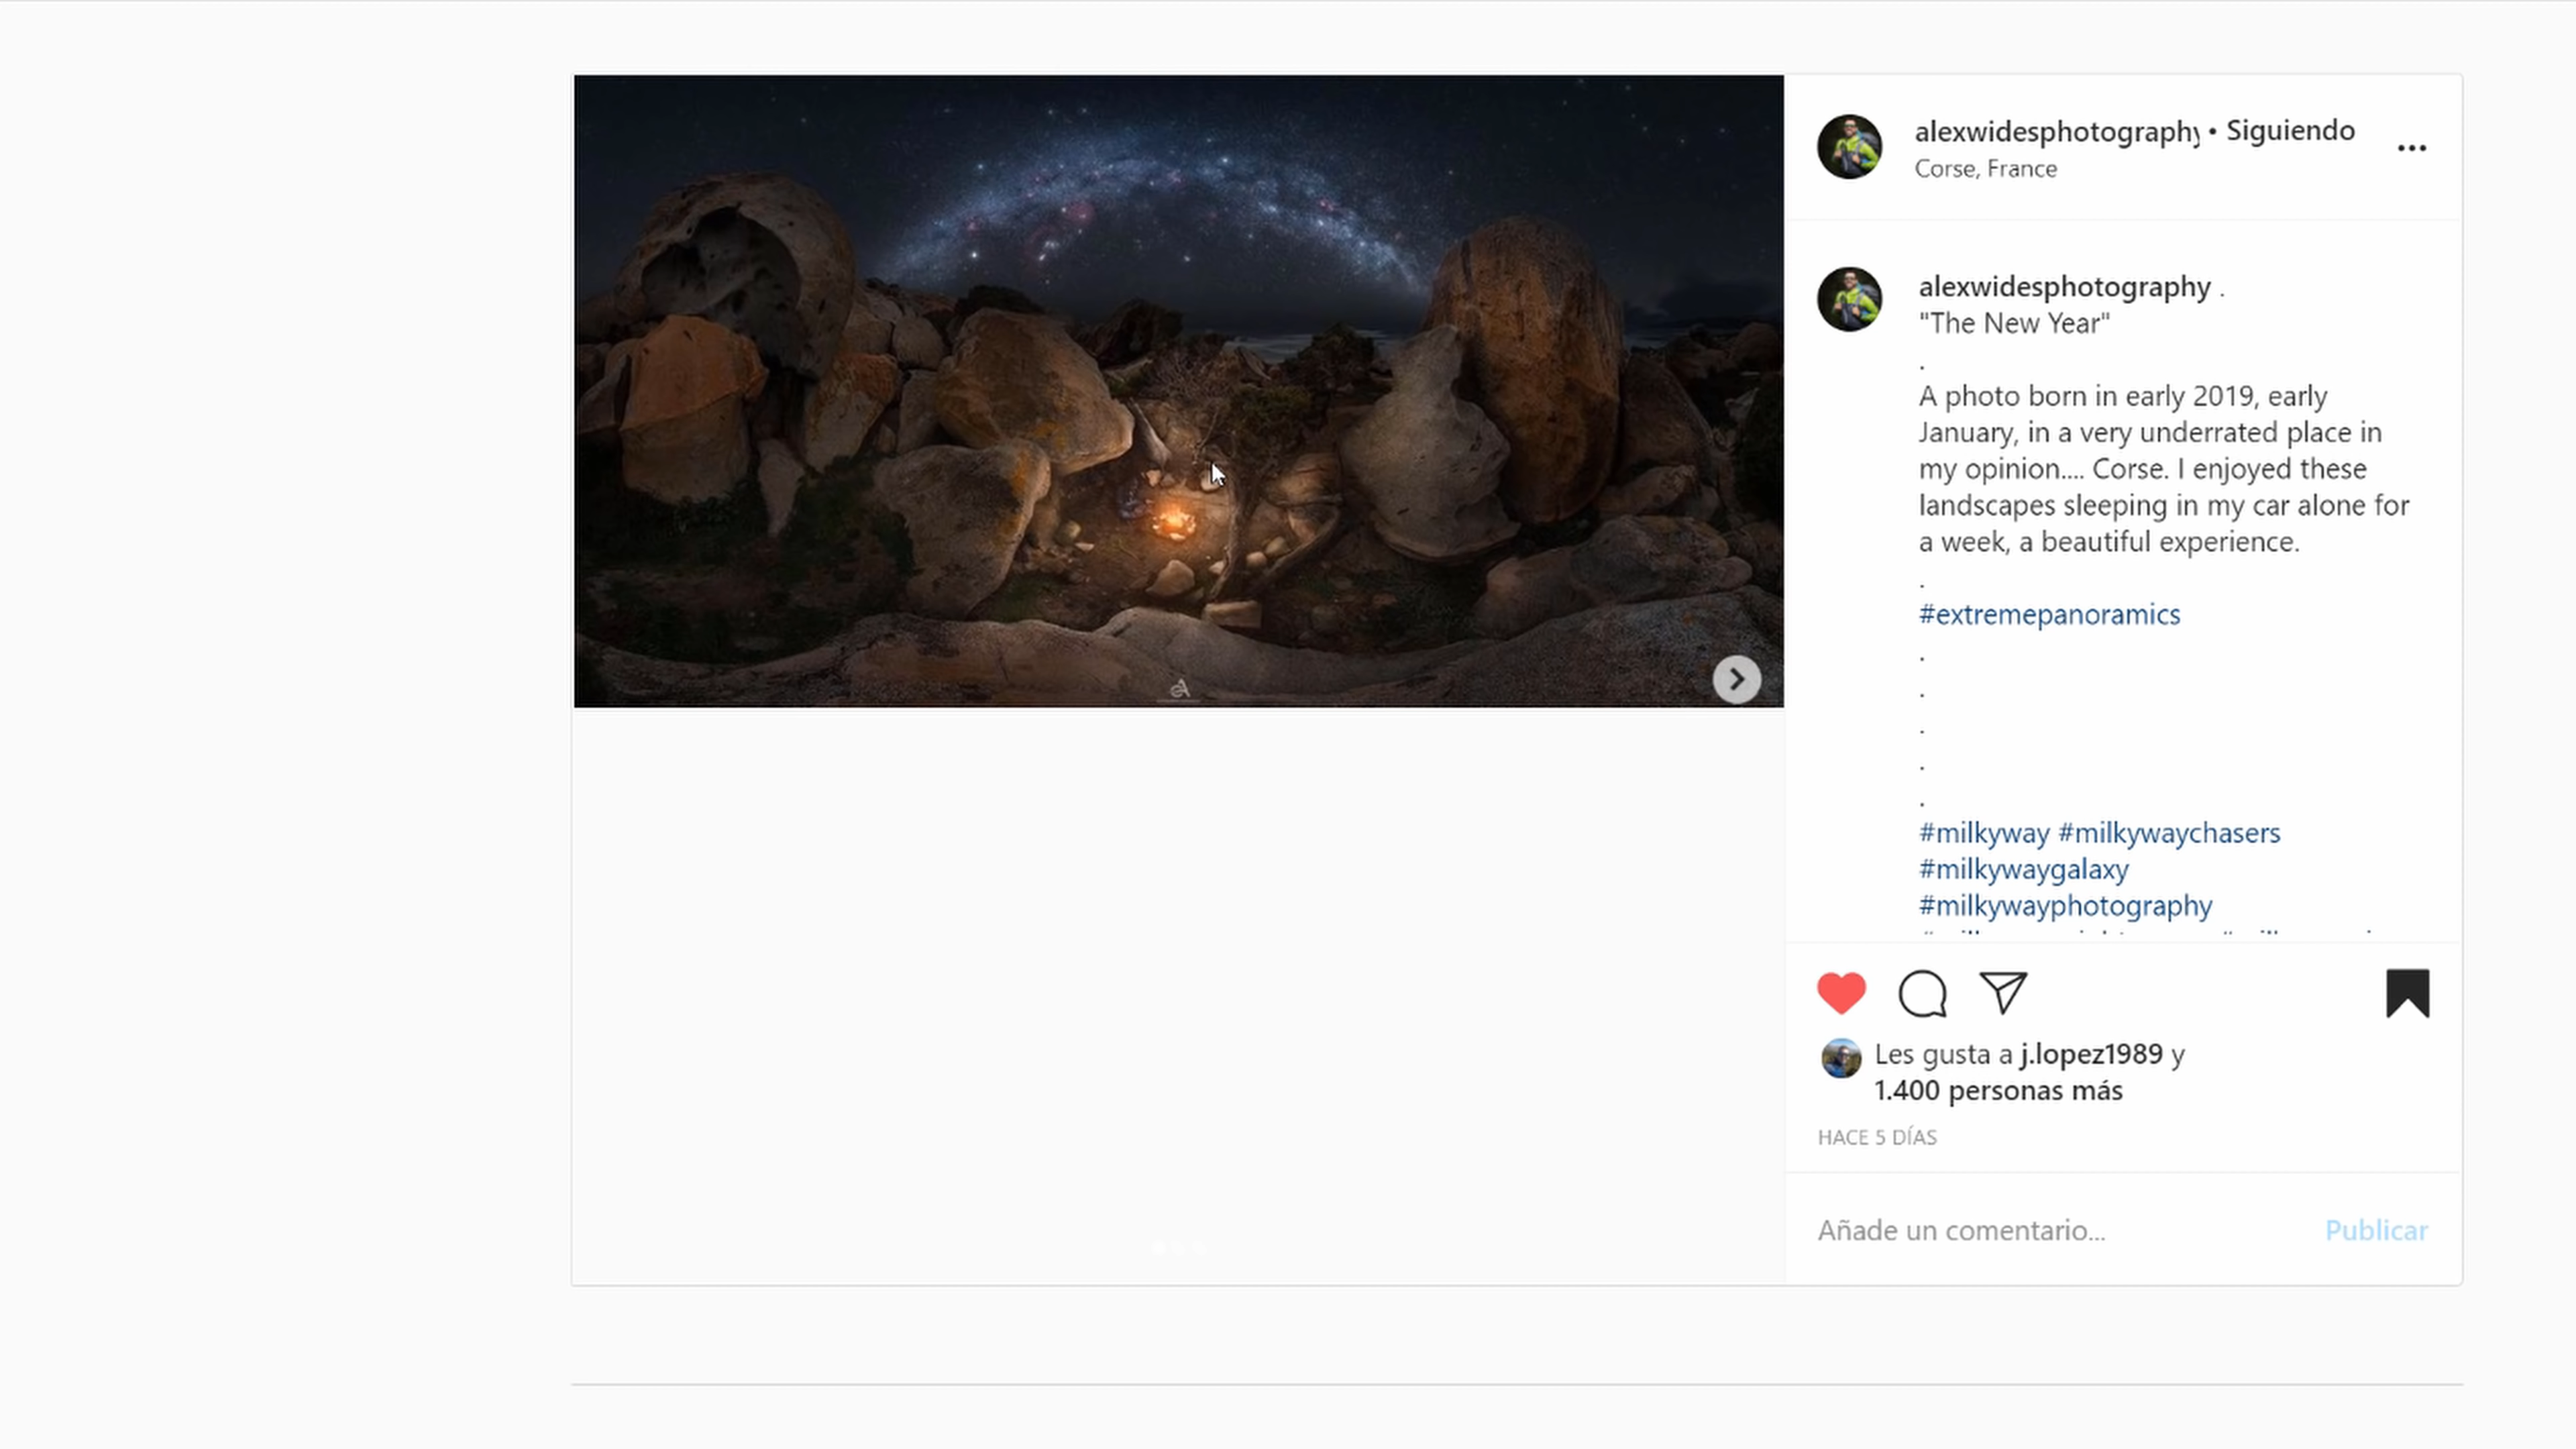 alexwidesphotography • Siguiendo
Corse, France
alexwidesphotography .
"The New Year"
.
A photo born in early 2019, early
January, in a very underrated place in
my opinion.... Corse. I enjoyed these
landscapes sleeping in my car alone for
a week, a beautiful experience.
.
#extremepanoramics
.
.
.
.
.
#milkyway #milkywaychasers
#milkywaygalaxy
#milkywayphotography
Les gusta a j.lopez1989 y
1.400 personas más
HACE 5 DÍAS
Añade un comentario...
Publicar